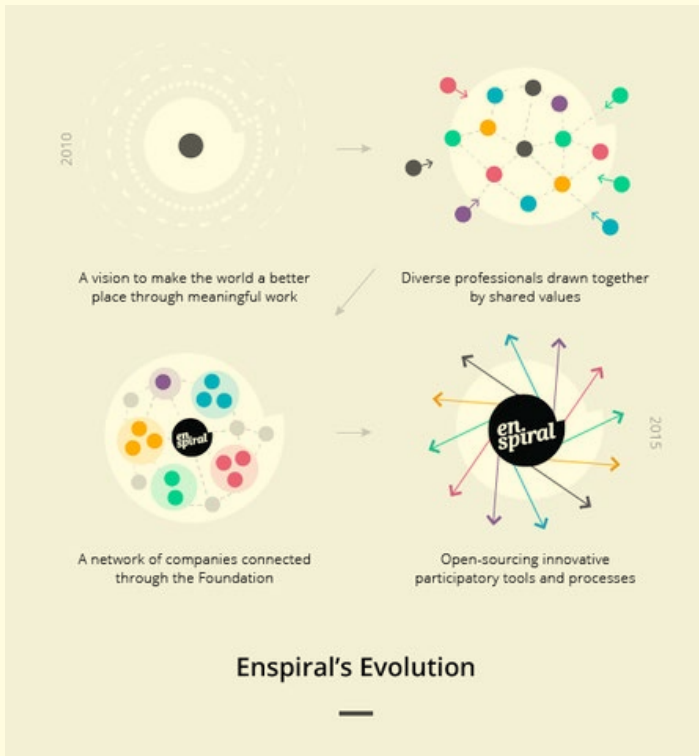 2010
A vision to make the world a better
place through meaningful work
Diverse professionals drawn together
by shared values
en
spiral
A network of companies connected
through the Foundation
en
spiral
2015
Open-sourcing innovative
participatory tools and processes
Enspiral's Evolution